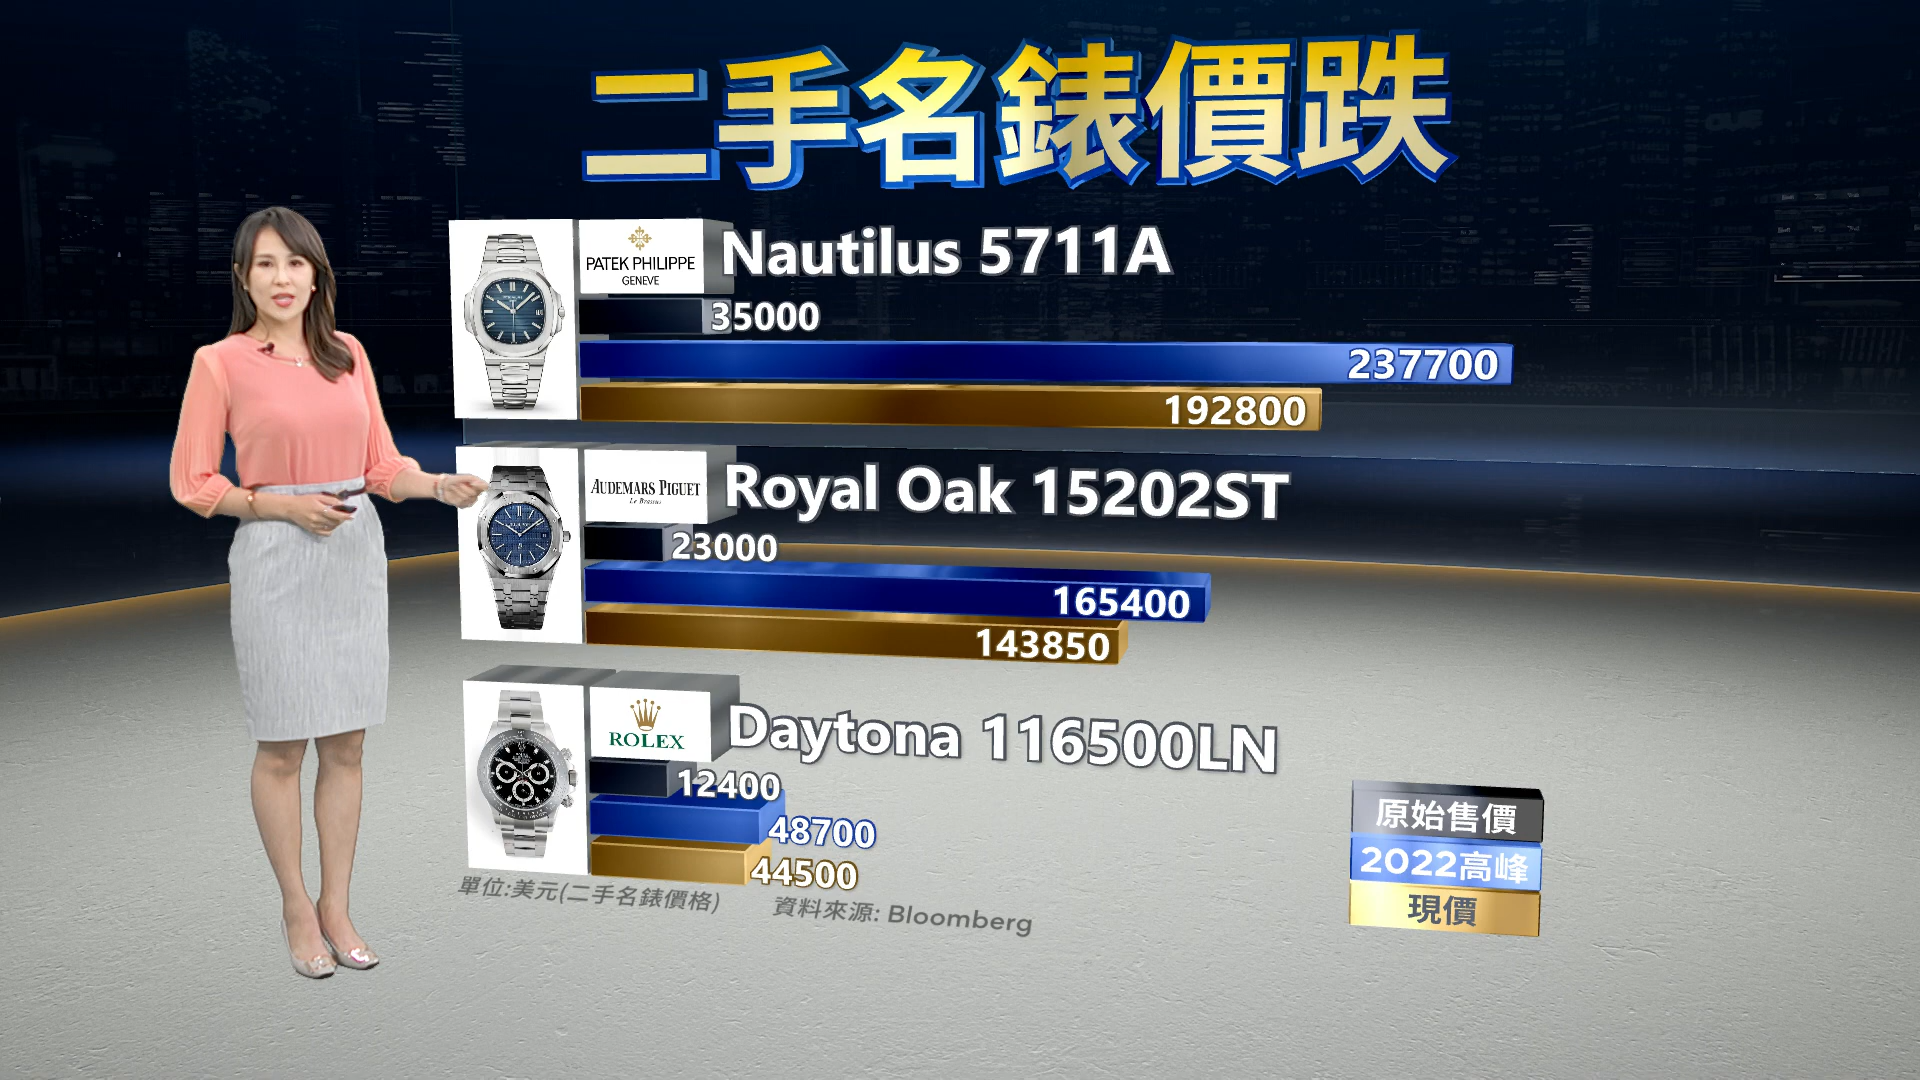 二手名錶價跌
PATEK PHILIPPE
GENEVE
Nautilus 5711A
35000
237700
192800
AUDEMARS PIGUET
Le Brassus
Royal Oak 15202ST
23000
165400
143850
ROLEX
Daytona 116500LN
12400
48700
44500
原始售價
2022高峰
現價
單位:美元(二手名錶價格)
資料來源: Bloomberg